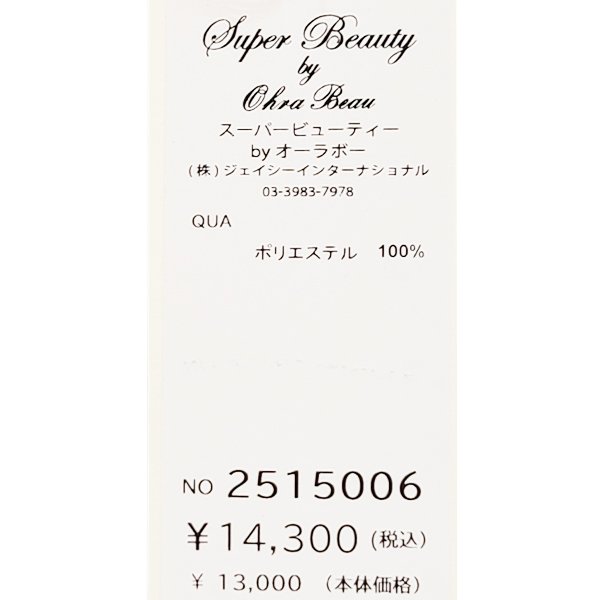 Super Beauty
by
Ohra Beau
スーパービューティー
by オーラボー
(株)ジェイシーインターナショナル
03-3983-7978
QUA
ポリエステル 100%
NO 2515006
¥14,300 (税込)
¥ 13,000 (本体価格)